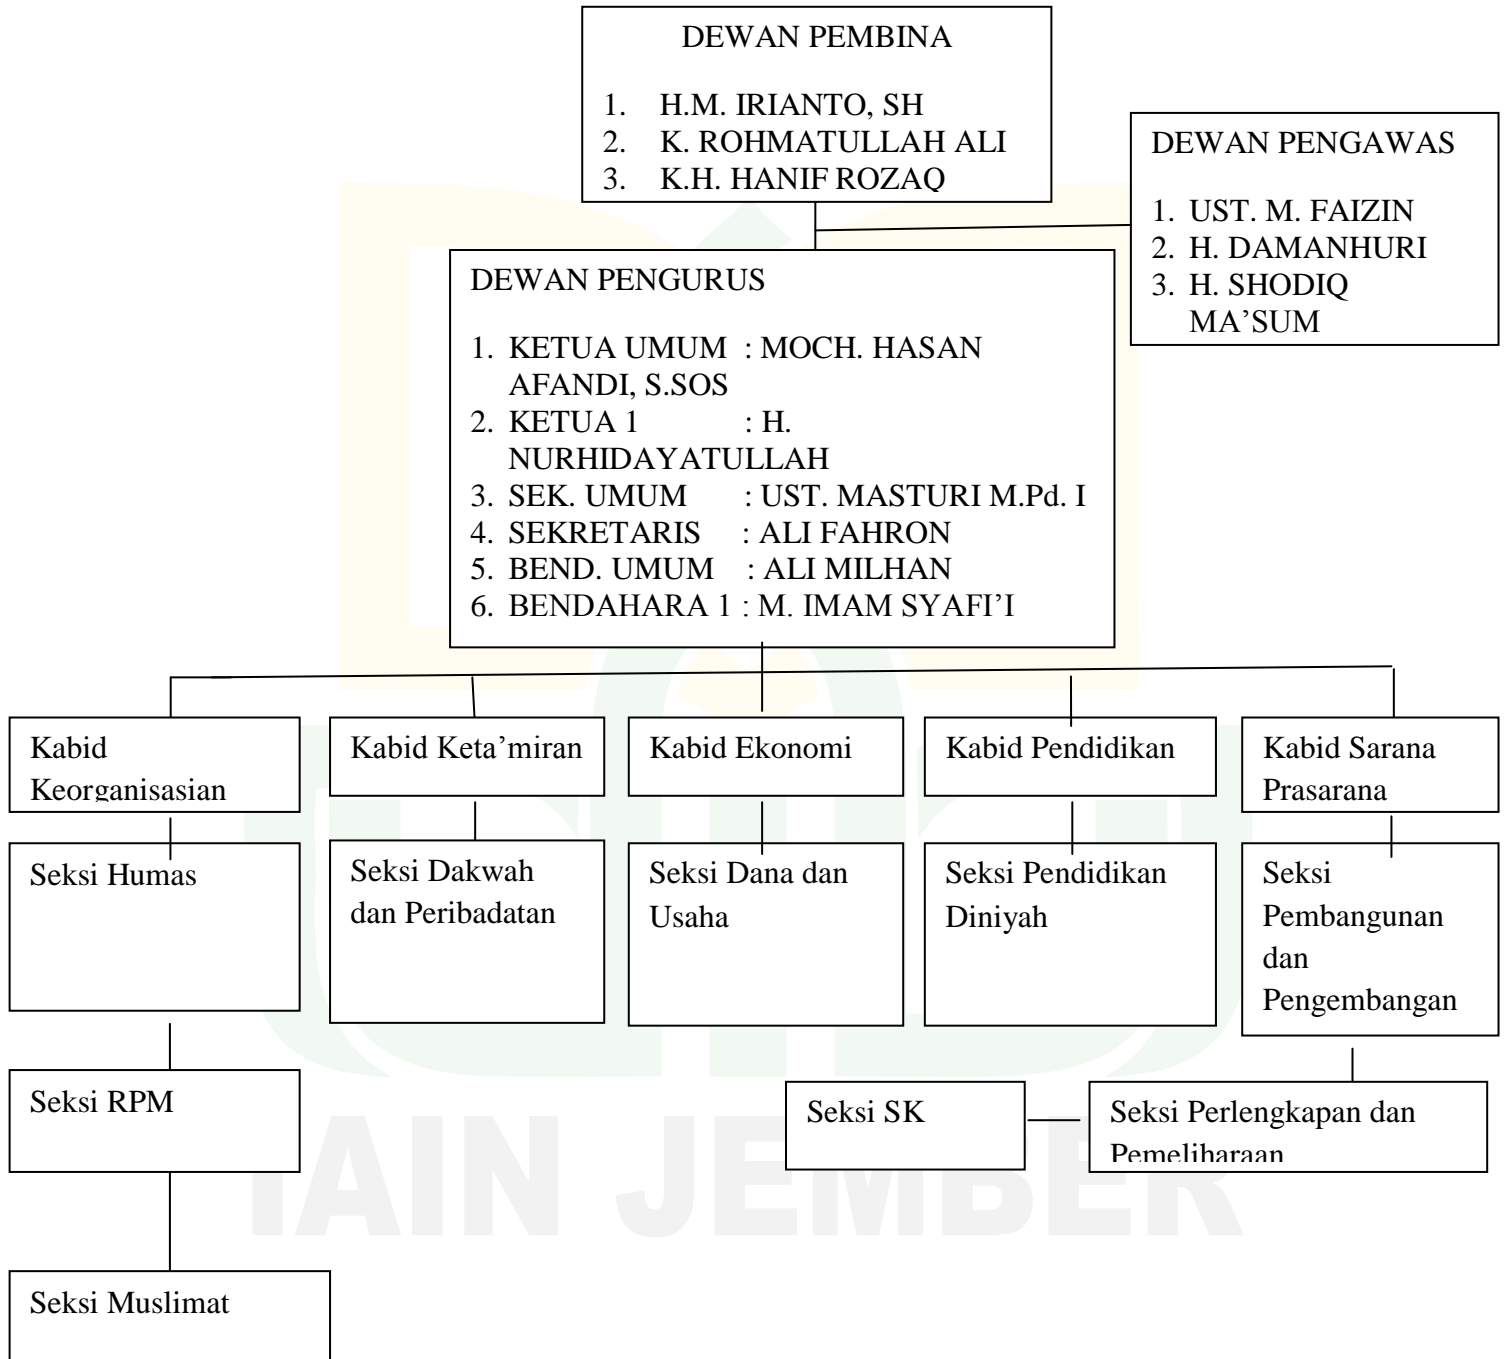 DEWAN PEMBINA
1. H.M. IRIANTO, SH
2. K. ROHMATULLAH ALI
3. K.H. HANIF ROZAQ
DEWAN PENGAWAS
1. UST. M. FAIZIN
2. H. DAMANHURI
3. H. SHODIQ
MA’SUM
DEWAN PENGURUS
1. KETUA UMUM : MOCH. HASAN
AFANDI, S.SOS
2. KETUA 1 : H.
NURHIDAYATULLAH
3. SEK. UMUM : UST. MASTURI M.Pd. I
4. SEKRETARIS : ALI FAHRON
5. BEND. UMUM : ALI MILHAN
6. BENDAHARA 1 : M. IMAM SYAFI’I
Kabid
Keorganisasian
Kabid Keta’miran
Kabid Ekonomi
Kabid Pendidikan
Kabid Sarana
Prasarana
Seksi Humas
Seksi Dakwah
dan Peribadatan
Seksi Dana dan
Usaha
Seksi Pendidikan
Diniyah
Seksi
Pembangunan
dan
Pengembangan
Seksi RPM
Seksi SK
Seksi Perlengkapan dan
Pemeliharaan
Seksi Muslimat
IAIN JEMBER